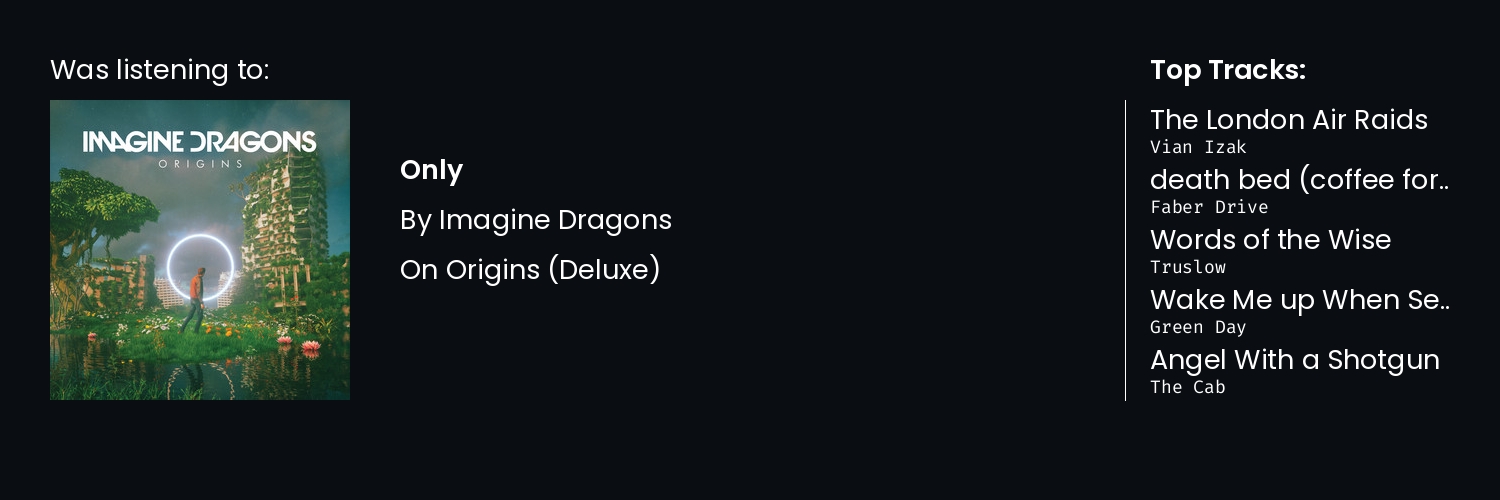 Was listening to:
IMAGINE DRAGONS
ORIGINS
Only
By Imagine Dragons
On Origins (Deluxe)
Top Tracks:
The London Air Raids
Vian Izak
death bed (coffee for..
Faber Drive
Words of the Wise
Truslow
Wake Me up When Se..
Green Day
Angel With a Shotgun
The Cab